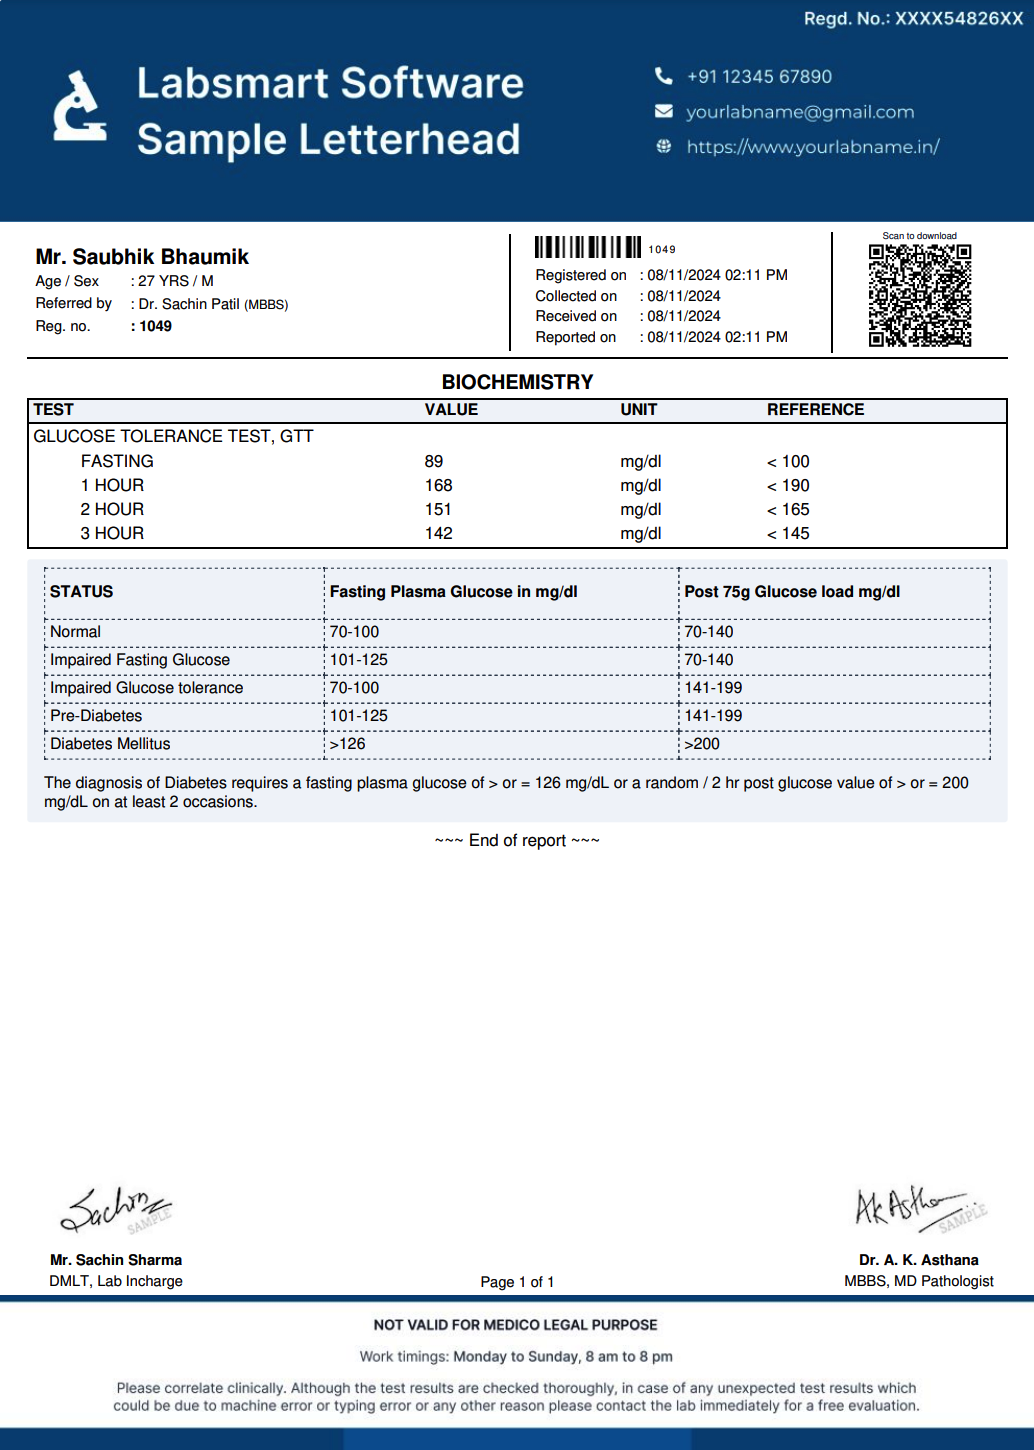 Regd. No.: XXXX54826XX
Labsmart Software
Sample Letterhead
+91 12345 67890
yourlabname@gmail.com
https://www.yourlabname.in/
Mr. Saubhik Bhaumik
Age / Sex : 27 YRS / M
Referred by : Dr. Sachin Patil (MBBS)
Reg. no. : 1049
1049
Registered on : 08/11/2024 02:11 PM
Collected on : 08/11/2024
Received on : 08/11/2024
Reported on : 08/11/2024 02:11 PM
Scan to download
BIOCHEMISTRY
TEST VALUE UNIT REFERENCE
GLUCOSE TOLERANCE TEST, GTT
FASTING 89 mg/dl < 100
1 HOUR 168 mg/dl < 190
2 HOUR 151 mg/dl < 165
3 HOUR 142 mg/dl < 145
STATUS Fasting Plasma Glucose in mg/dl Post 75g Glucose load mg/dl
Normal 70-100 70-140
Impaired Fasting Glucose 101-125 70-140
Impaired Glucose tolerance 70-100 141-199
Pre-Diabetes 101-125 141-199
Diabetes Mellitus >126 >200
The diagnosis of Diabetes requires a fasting plasma glucose of > or = 126 mg/dL or a random / 2 hr post glucose value of > or = 200
mg/dL on at least 2 occasions.
~~~ End of report ~~~
Sachin
SAMPLE
AK Astha
SAMPLE
Mr. Sachin Sharma
DMLT, Lab Incharge
Page 1 of 1
Dr. A. K. Asthana
MBBS, MD Pathologist
NOT VALID FOR MEDICO LEGAL PURPOSE
Work timings: Monday to Sunday, 8 am to 8 pm
Please correlate clinically. Although the test results are checked thoroughly, in case of any unexpected test results which
could be due to machine error or typing error or any other reason please contact the lab immediately for a free evaluation.